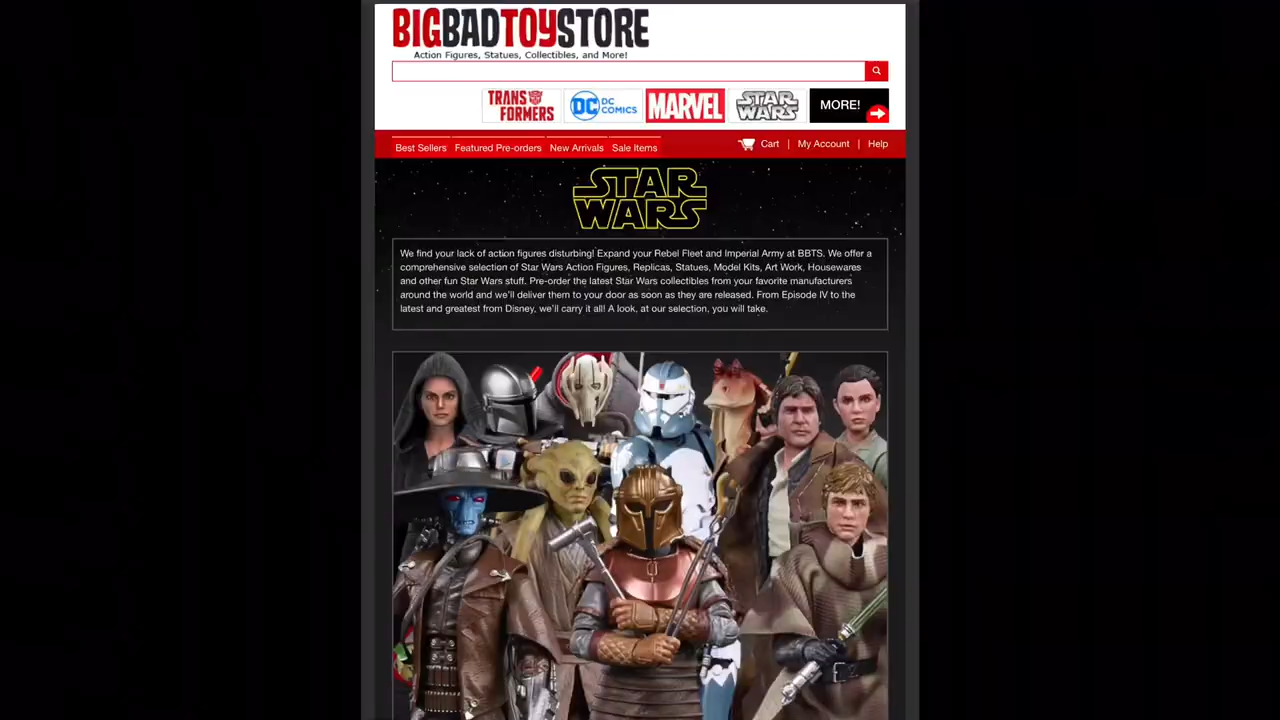 BIGBADTOYSTORE
Action Figures, Statues, Collectibles, and More!
TRANSFORMERS
DC DC COMICS
MARVEL
STAR WARS
MORE!
Best Sellers Featured Pre-orders New Arrivals Sale Items
Cart | My Account | Help
STAR
WARS
We find your lack of action figures disturbing! Expand your Rebel Fleet and Imperial Army at BBTS. We offer a
comprehensive selection of Star Wars Action Figures, Replicas, Statues, Model Kits, Art Work, Housewares
and other fun Star Wars stuff. Pre-order the latest Star Wars collectibles from your favorite manufacturers
around the world and we'll deliver them to your door as soon as they are released. From Episode IV to the
latest and greatest from Disney, we'll carry it all! A look, at our selection, you will take.